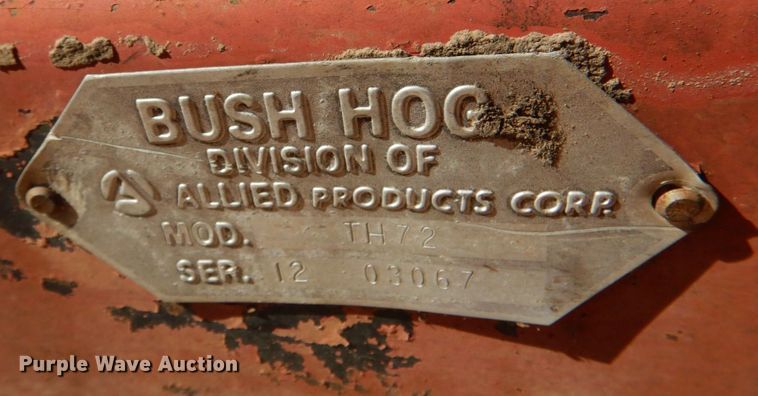 BUSH HOG
DIVISION OF
ALLIED PRODUCTS CORP.
MOD. TH72
SER. 12 03067
Purple Wave Auction